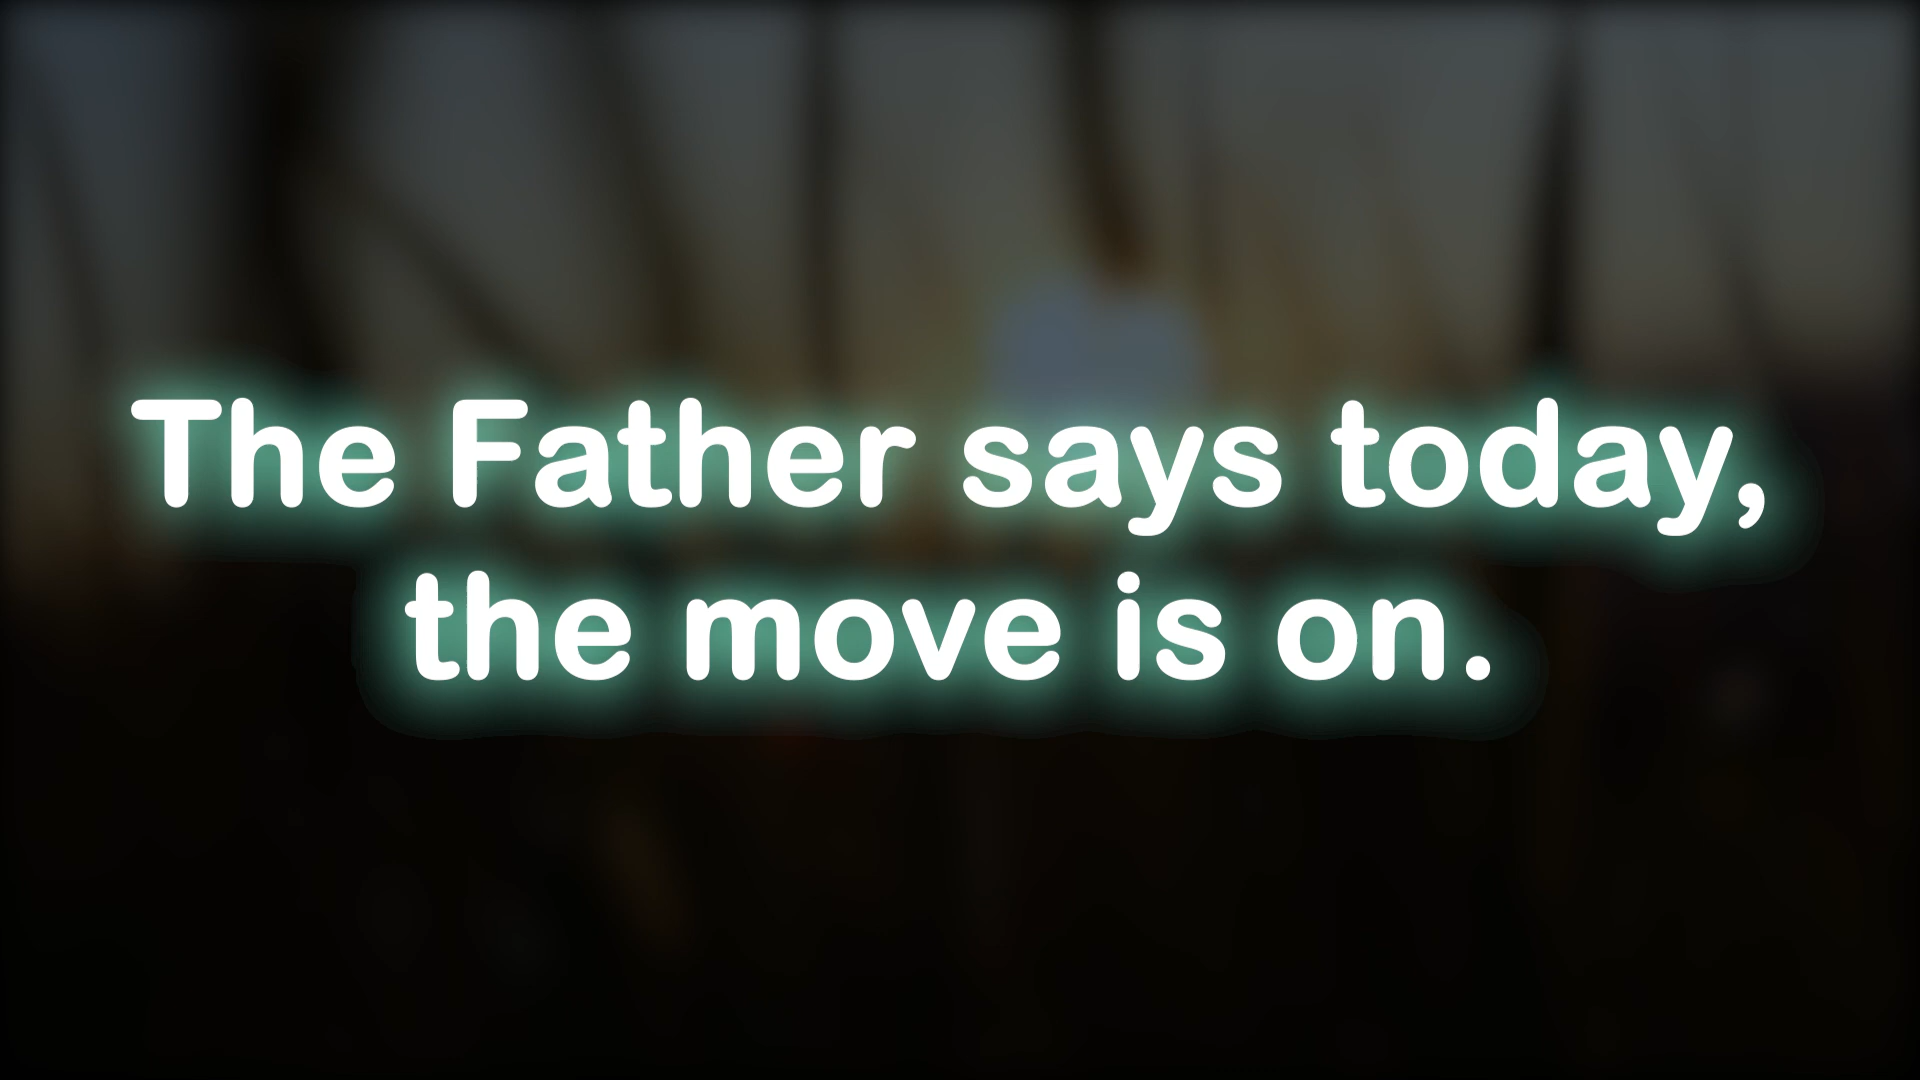 The Father says today,
the move is on.